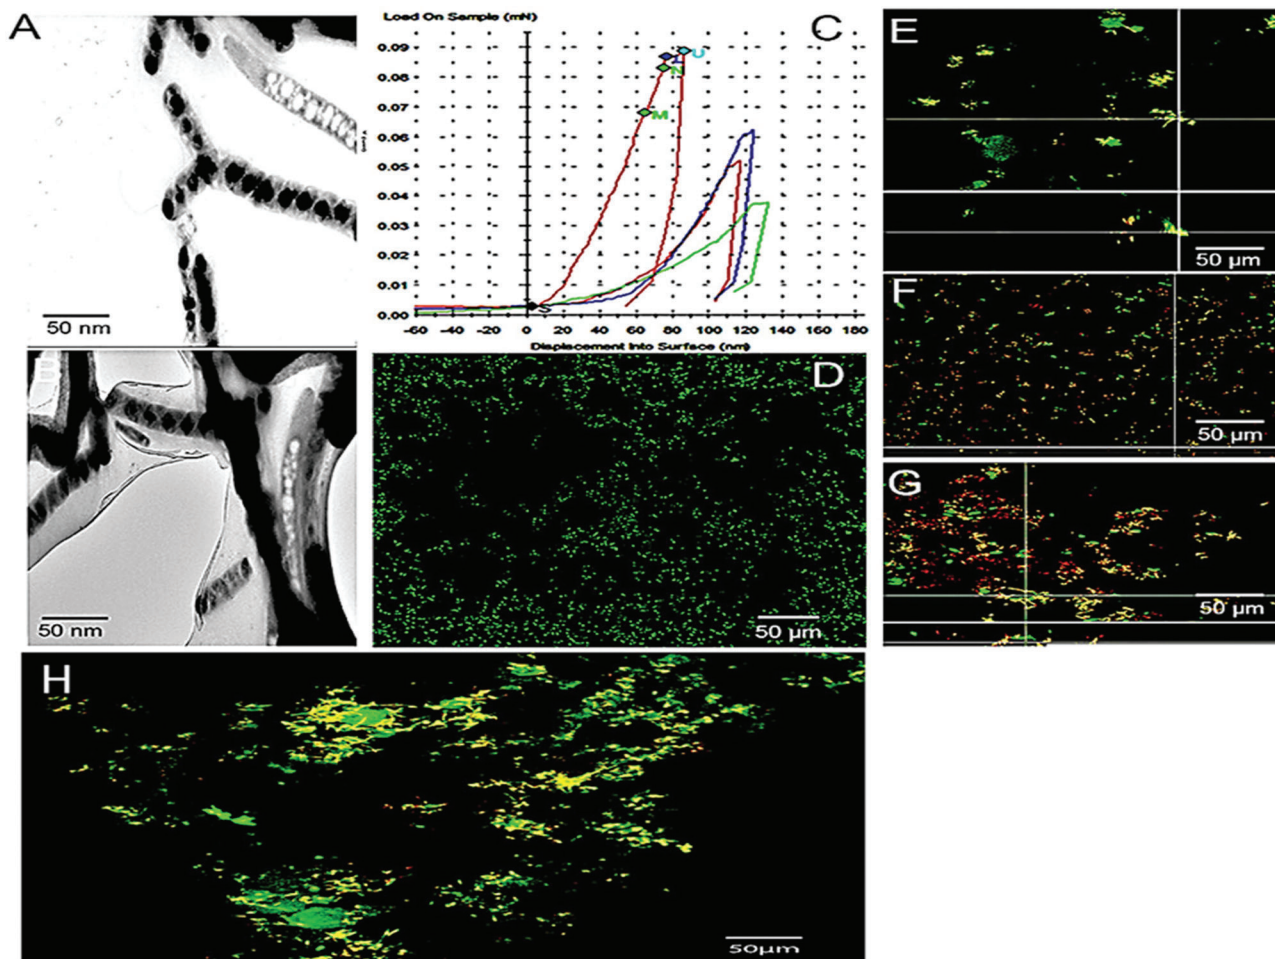 A
50 nm
50 nm
Load On Sample (mN)
C
0.09
0.08
0.07
0.06
0.05
0.04
0.03
0.02
0.01
0.00
L
U
N
M
S
-60 -40 -20 0 20 40 60 80 100 120 140 160 180
Displacement Into Surface (nm)
D
50 µm
E
50 µm
F
50 µm
G
50 µm
H
50µm